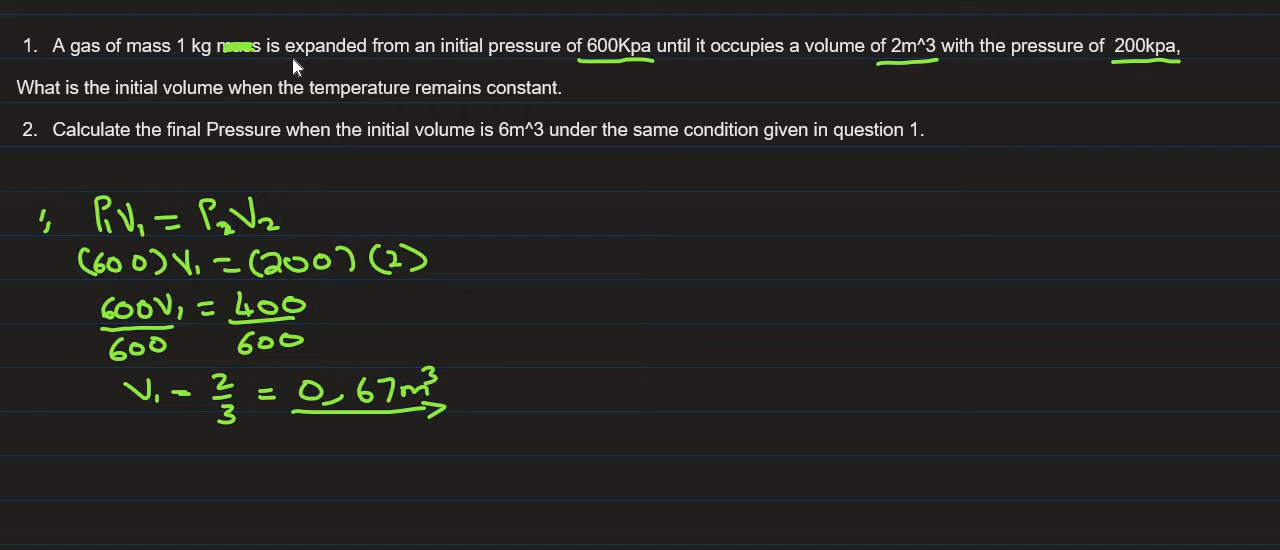 1. A gas of mass 1 kg is expanded from an initial pressure of 600Kpa until it occupies a volume of 2m^3 with the pressure of 200kpa,
What is the initial volume when the temperature remains constant.
2. Calculate the final Pressure when the initial volume is 6m^3 under the same condition given in question 1.
P₁V₁ = P₂V₂
(600)V₁ = (200)(2)
600V₁/600 = 400/600
V₁ - 2/3 = 0,67m³